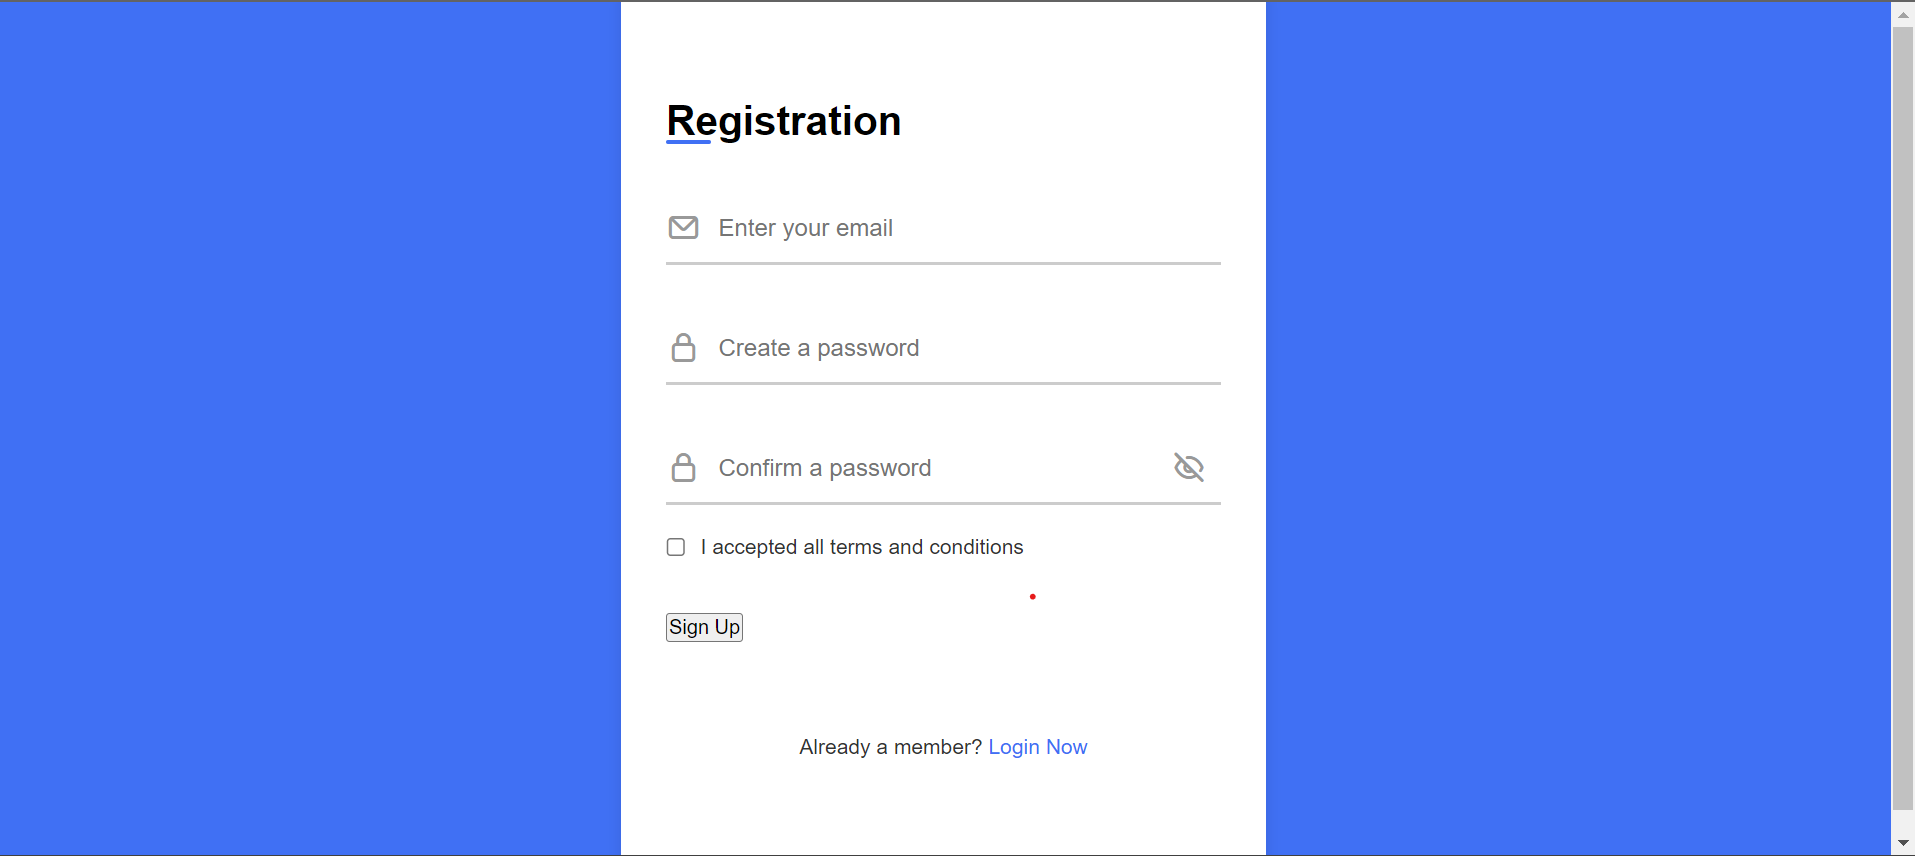 Registration
Enter your email
Create a password
Confirm a password
I accepted all terms and conditions
Sign Up
Already a member? Login Now